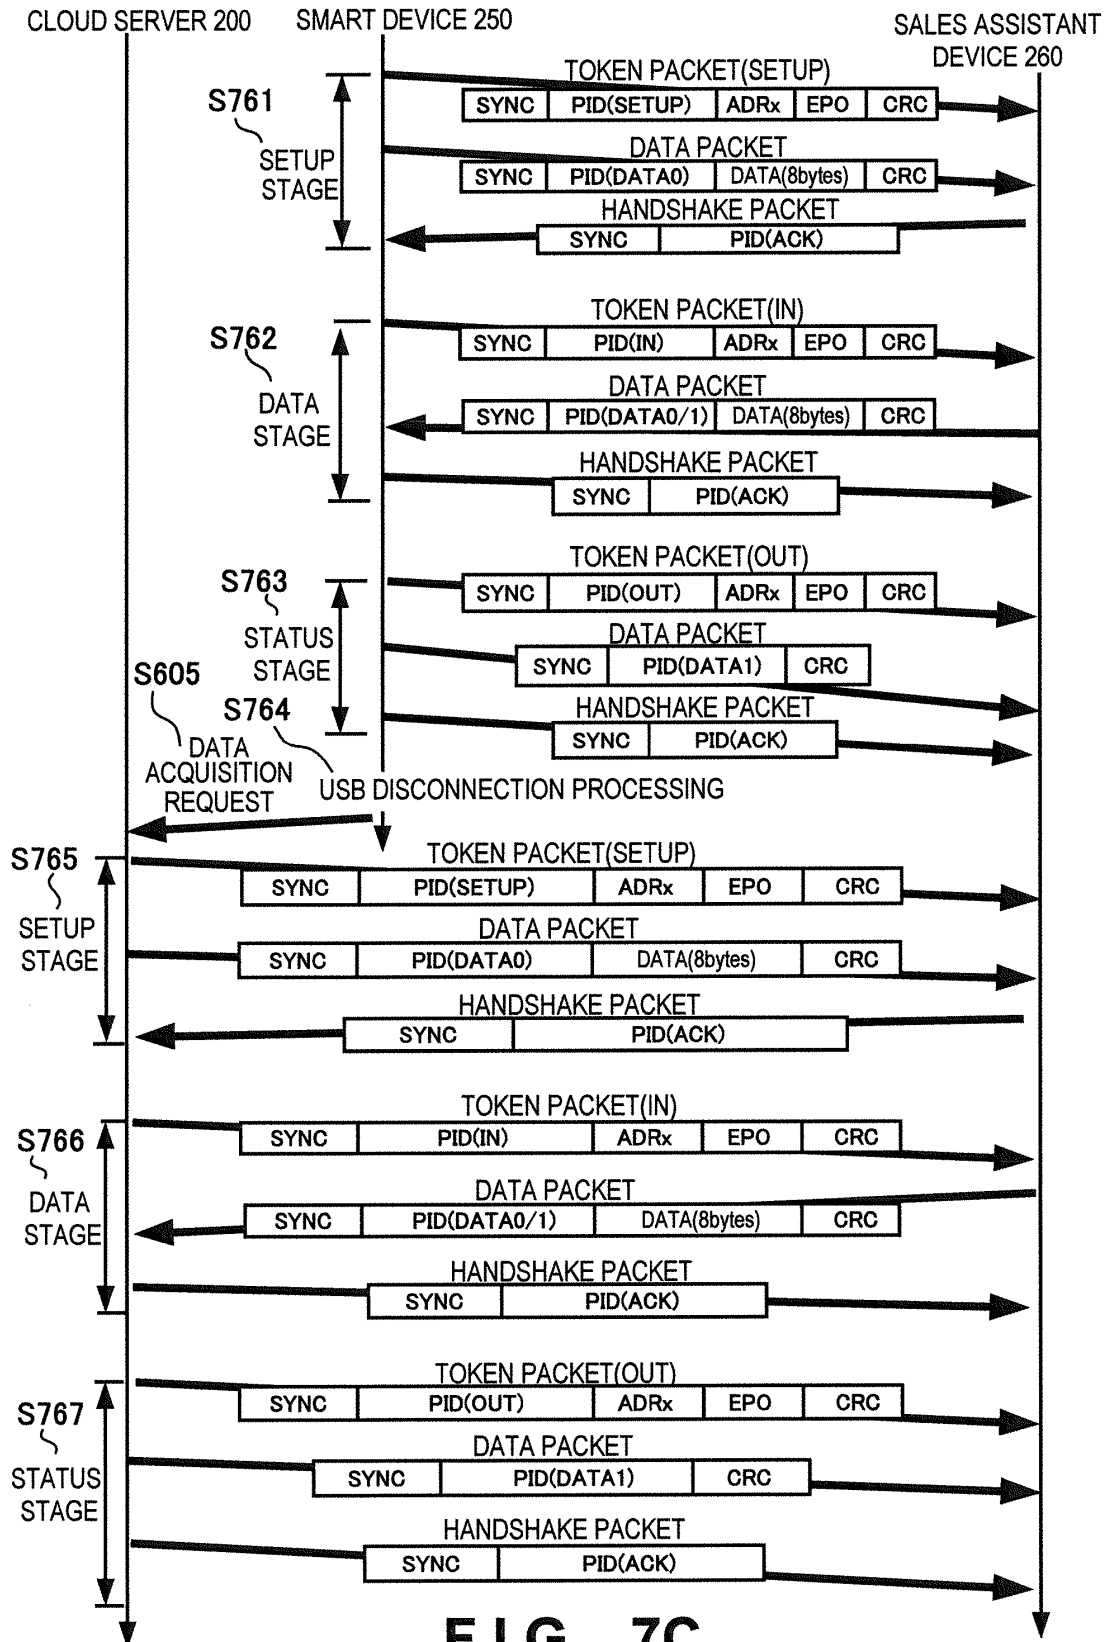 CLOUD SERVER 200
SMART DEVICE 250
SALES ASSISTANT
DEVICE 260
TOKEN PACKET(SETUP)
S761
SYNC PID(SETUP) ADRx EPO CRC
SETUP
STAGE
DATA PACKET
SYNC PID(DATA0) DATA(8bytes) CRC
HANDSHAKE PACKET
SYNC PID(ACK)
TOKEN PACKET(IN)
S762
SYNC PID(IN) ADRx EPO CRC
DATA
STAGE
DATA PACKET
SYNC PID(DATA0/1) DATA(8bytes) CRC
HANDSHAKE PACKET
SYNC PID(ACK)
TOKEN PACKET(OUT)
S763
SYNC PID(OUT) ADRx EPO CRC
STATUS
STAGE
DATA PACKET
SYNC PID(DATA1) CRC
HANDSHAKE PACKET
SYNC PID(ACK)
S605
DATA
ACQUISITION
REQUEST
S764
USB DISCONNECTION PROCESSING
TOKEN PACKET(SETUP)
S765
SYNC PID(SETUP) ADRx EPO CRC
SETUP
STAGE
DATA PACKET
SYNC PID(DATA0) DATA(8bytes) CRC
HANDSHAKE PACKET
SYNC PID(ACK)
TOKEN PACKET(IN)
S766
SYNC PID(IN) ADRx EPO CRC
DATA
STAGE
DATA PACKET
SYNC PID(DATA0/1) DATA(8bytes) CRC
HANDSHAKE PACKET
SYNC PID(ACK)
TOKEN PACKET(OUT)
S767
SYNC PID(OUT) ADRx EPO CRC
STATUS
STAGE
DATA PACKET
SYNC PID(DATA1) CRC
HANDSHAKE PACKET
SYNC PID(ACK)
FIG. 7C